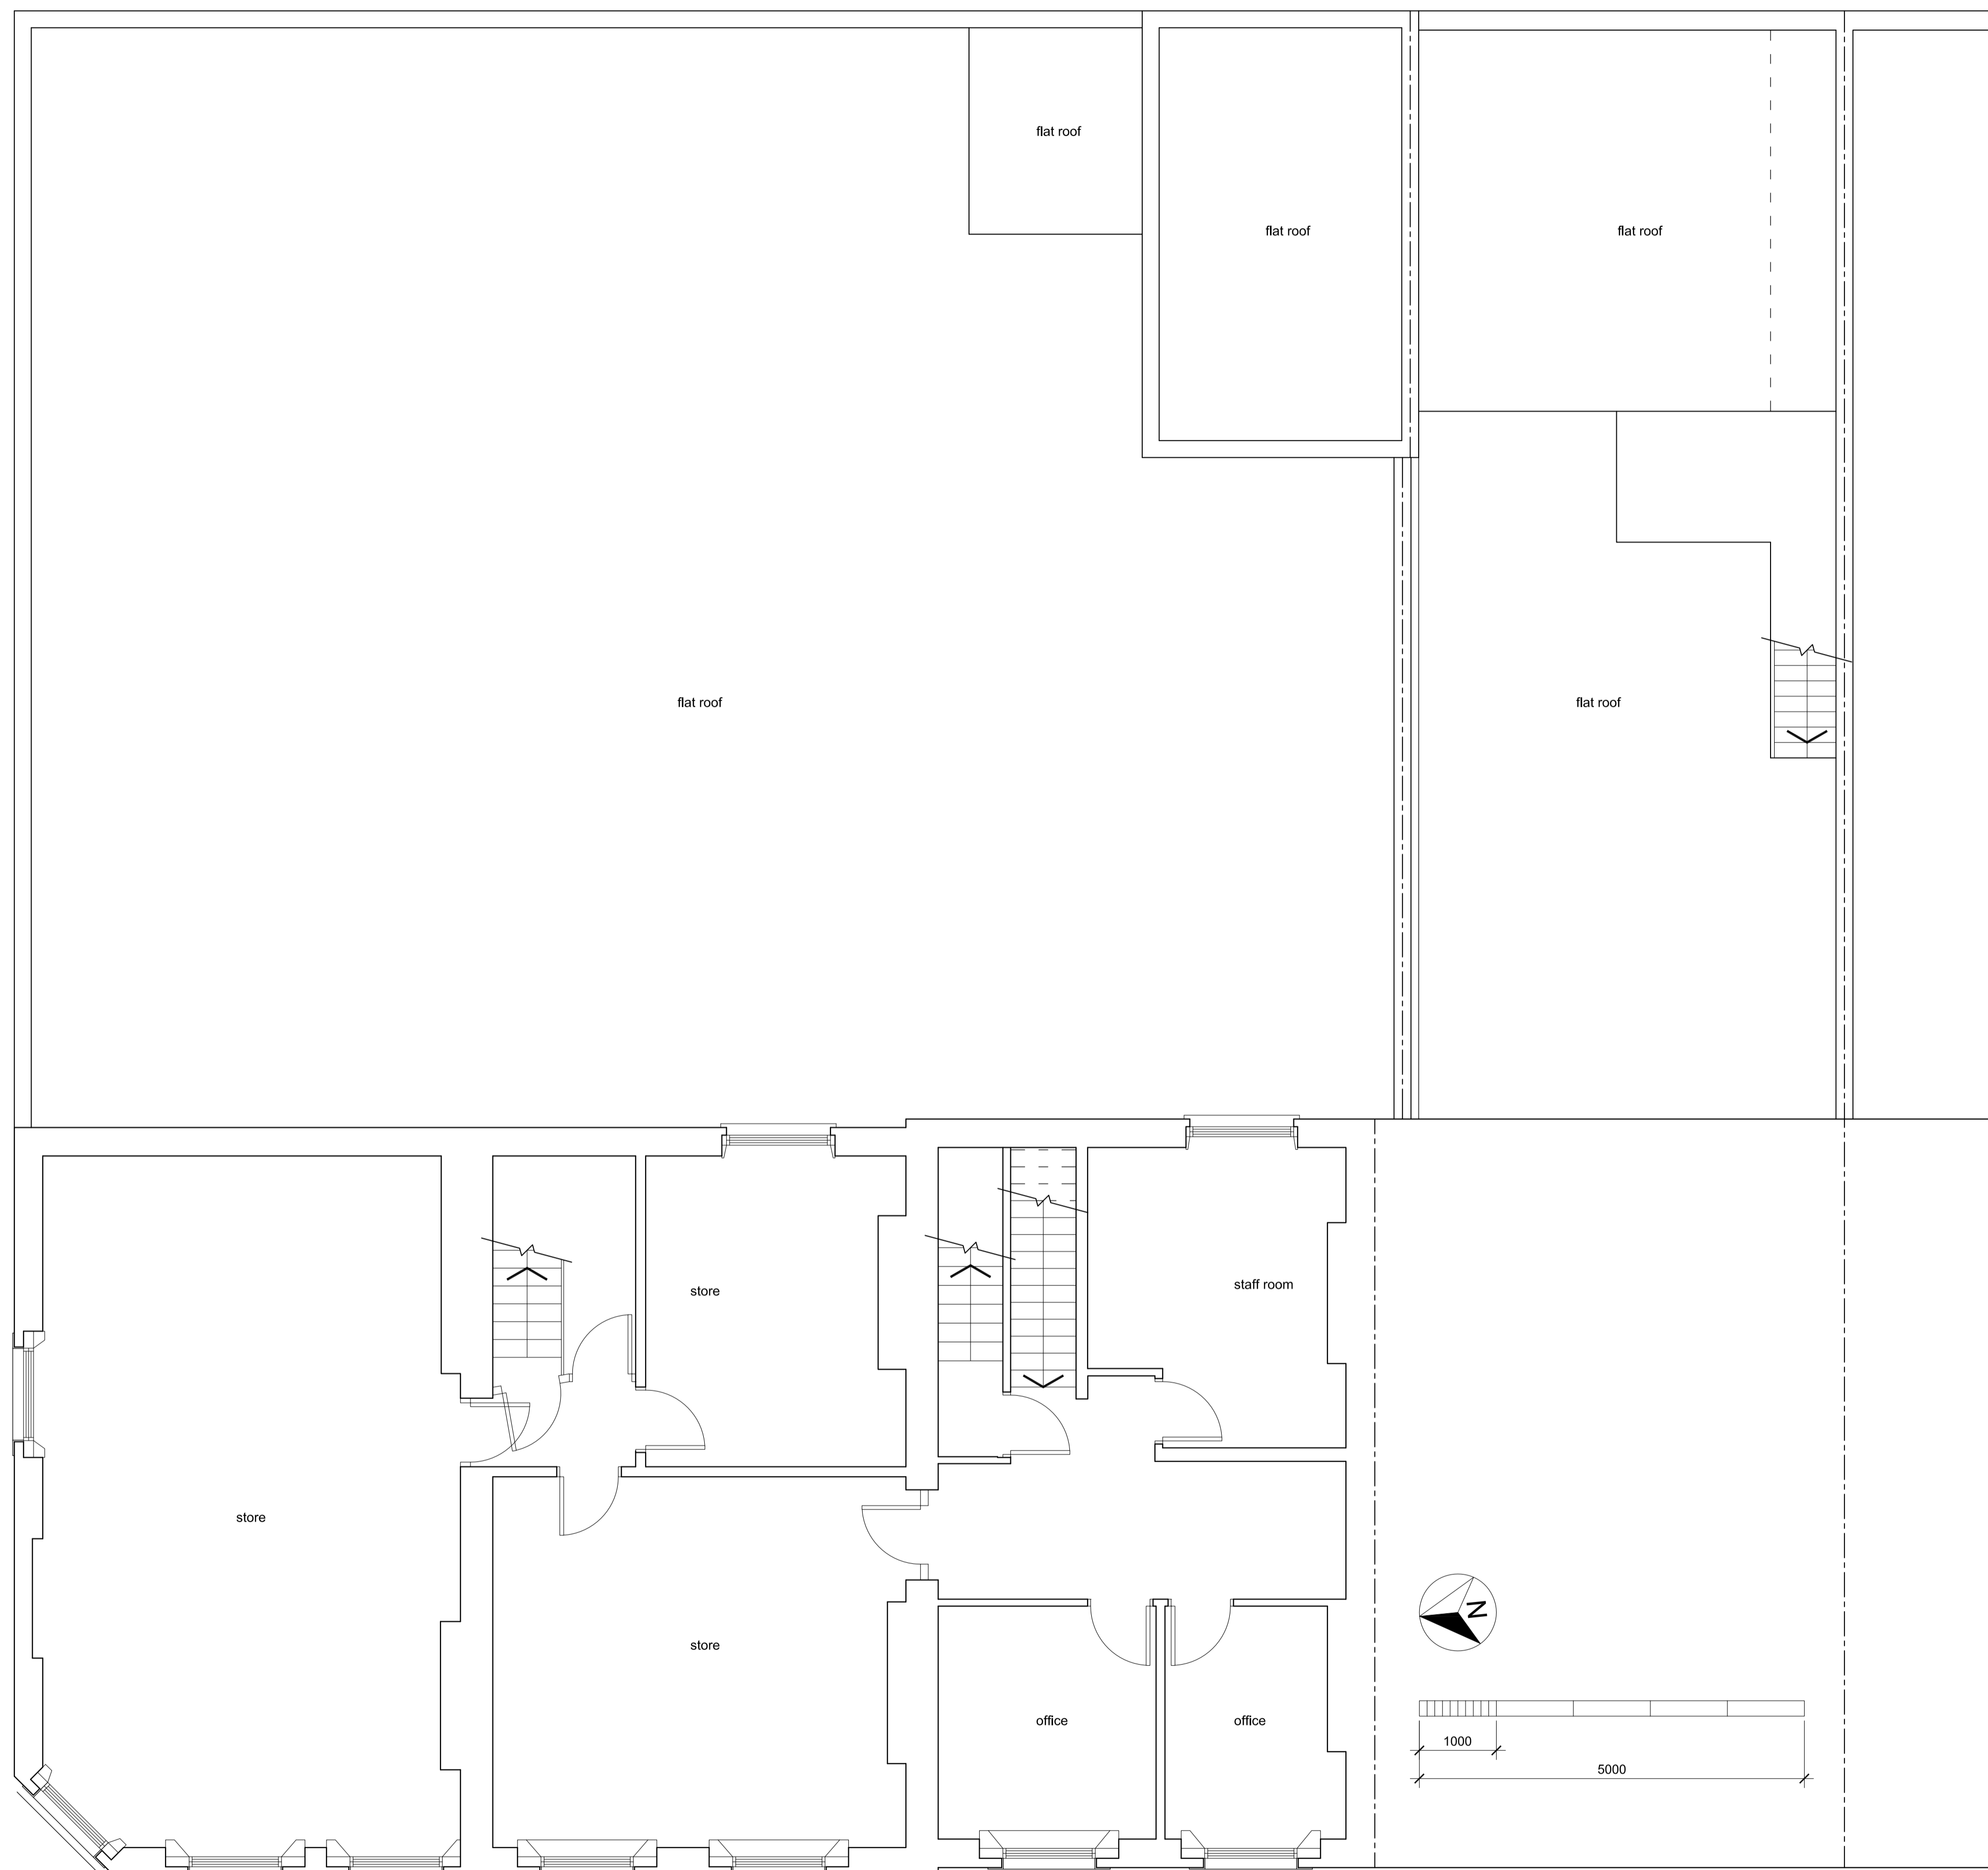 flat roof
flat roof
flat roof
flat roof
flat roof
store
staff room
store
store
office
office
N
1000
5000